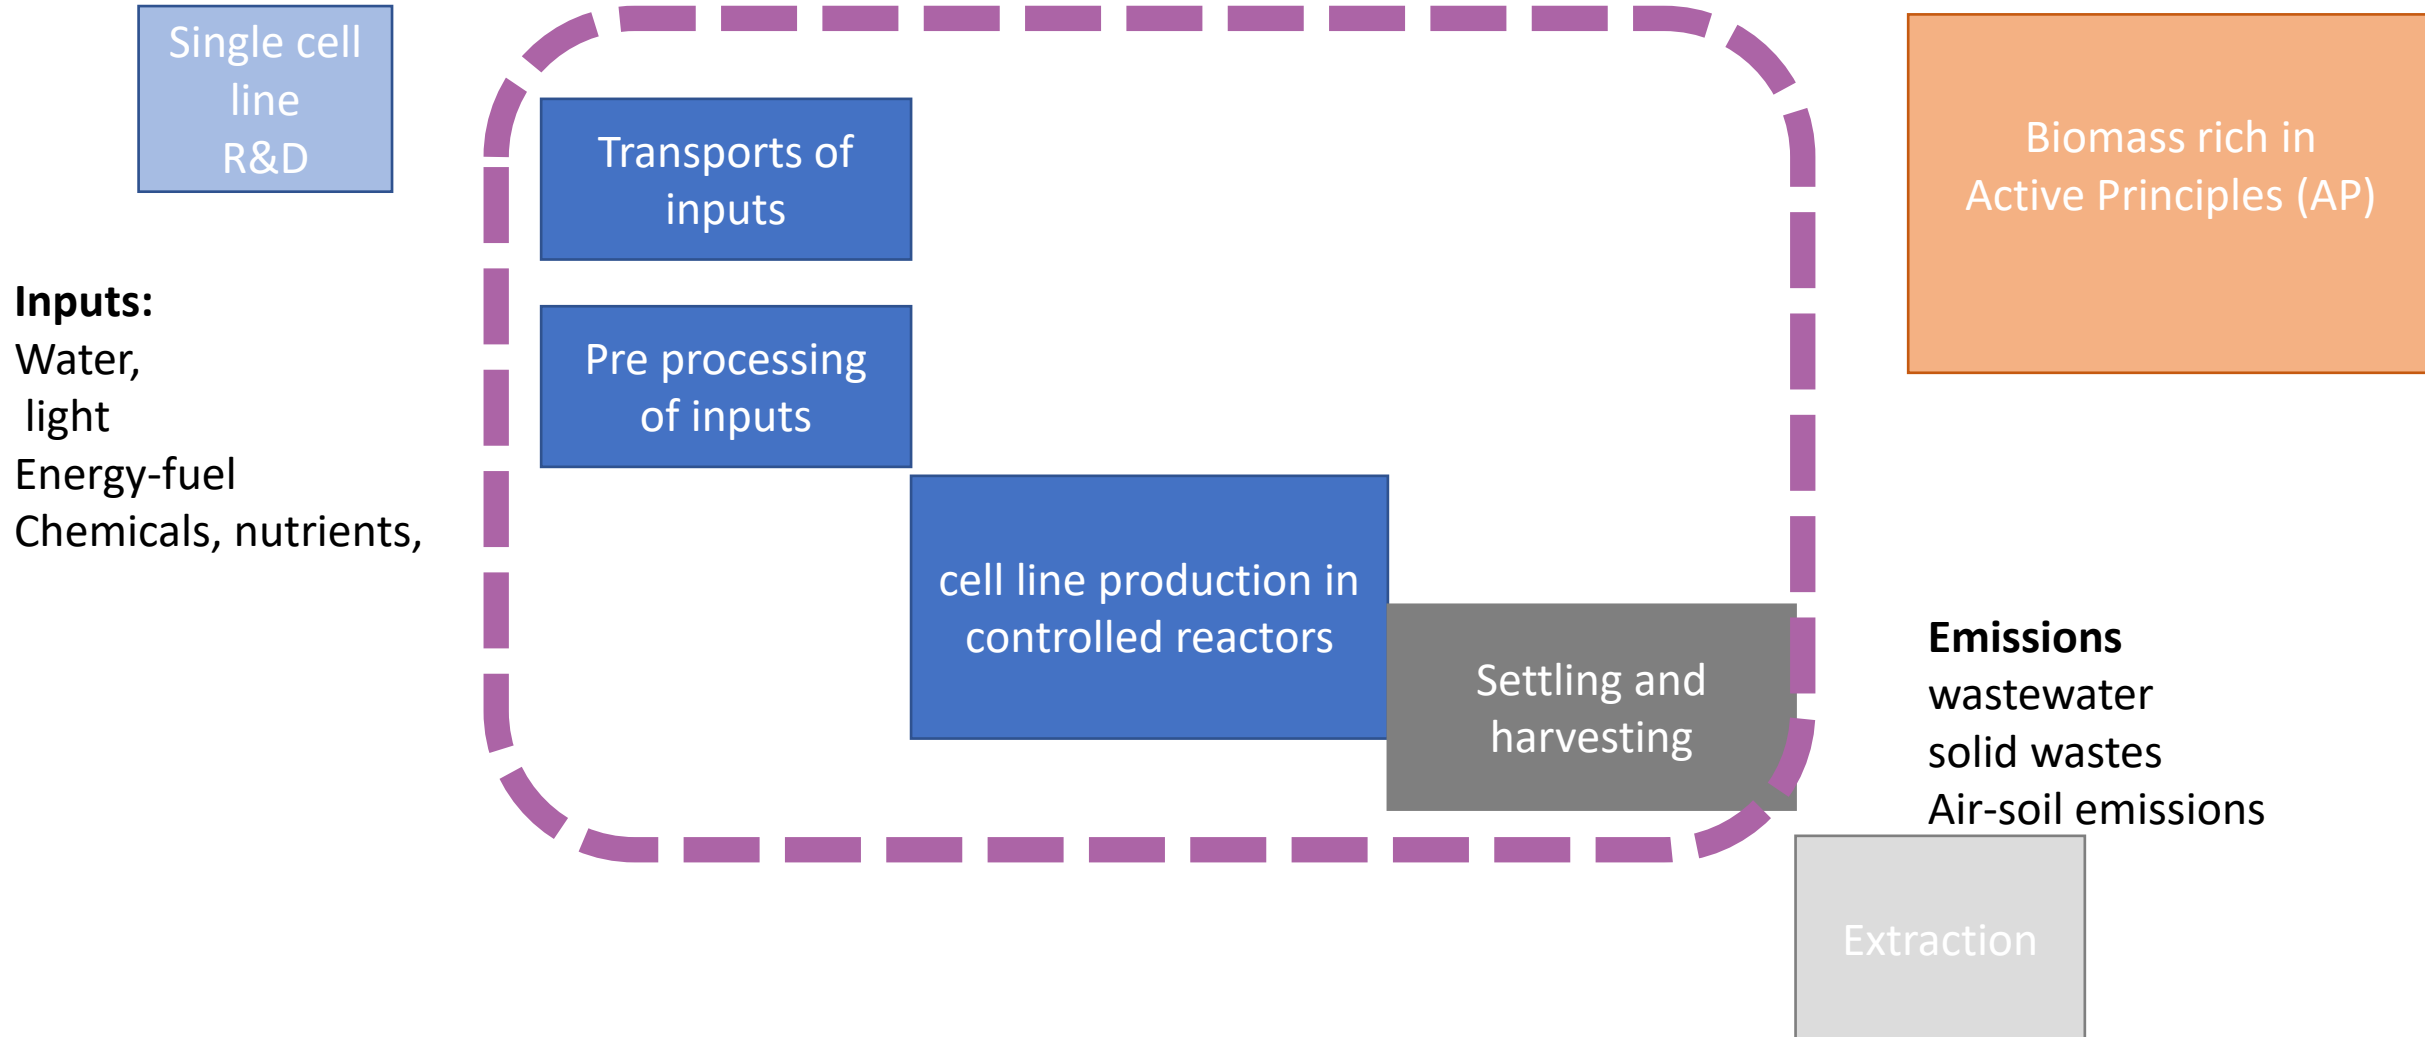 Single cell
line
R&D
Inputs:
Water,
light
Energy-fuel
Chemicals, nutrients,
Transports of
inputs
Pre processing
of inputs
cell line production in
controlled reactors
Settling and
harvesting
Biomass rich in
Active Principles (AP)
Emissions
wastewater
solid wastes
Air-soil emissions
Extraction